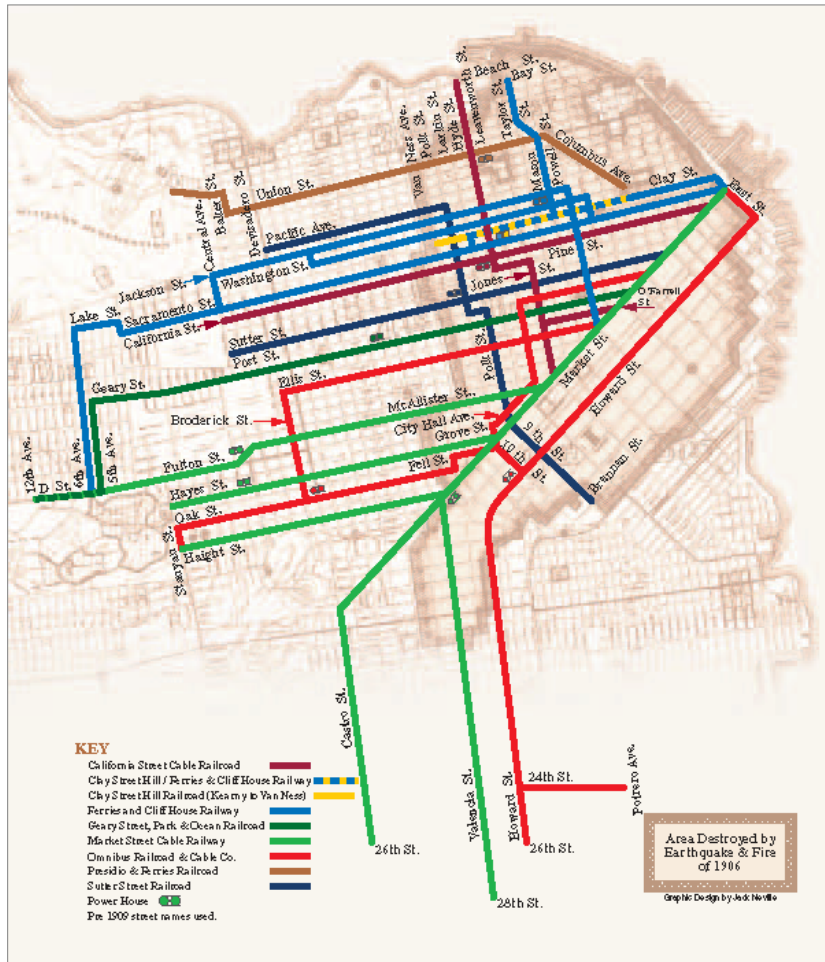 Beach St.
Bay St.
Leavenworth St.
Hyde
Larkin St.
Polk St.
Van Ness Ave.
Taylor St.
Mason St.
Powell St.
Columbus Ave.
Union St.
Central Ave.
Baker St.
Devisadero St.
Clay St.
East St.
Pacific Ave.
Washington St.
Jackson St.
Pine St.
Jones St.
Lake St.
Sacramento St.
California St.
O'Farrell St.
Sutter St.
Post St.
Polk St.
Market St.
Howard St.
Geary St.
Ellis St.
McAllister St.
Broderick St.
City Hall Ave.
Grove St.
9 th St.
10 th St.
Brannan St.
Fell St.
Fulton St.
12th Ave.
D St.
6th Ave.
5th Ave.
Hayes St.
Oak St.
Stanyan St.
Haight St.
Castro St.
Valencia St.
Howard St.
24th St.
Potrero Ave.
26th St.
26th St.
28th St.
KEY
California Street Cable Railroad
Clay Street Hill / Ferries & Cliff House Railway
Clay Street Hill Railroad (Kearny to Van Ness)
Ferries and Cliff House Railway
Geary Street, Park & Ocean Railroad
Market Street Cable Railway
Omnibus Railroad & Cable Co.
Presidio & Ferries Railroad
Sutter Street Railroad
Power House
Pre 1909 street names used.
Area Destroyed by
Earthquake & Fire
of 1906
Graphic Design by Jack Neville